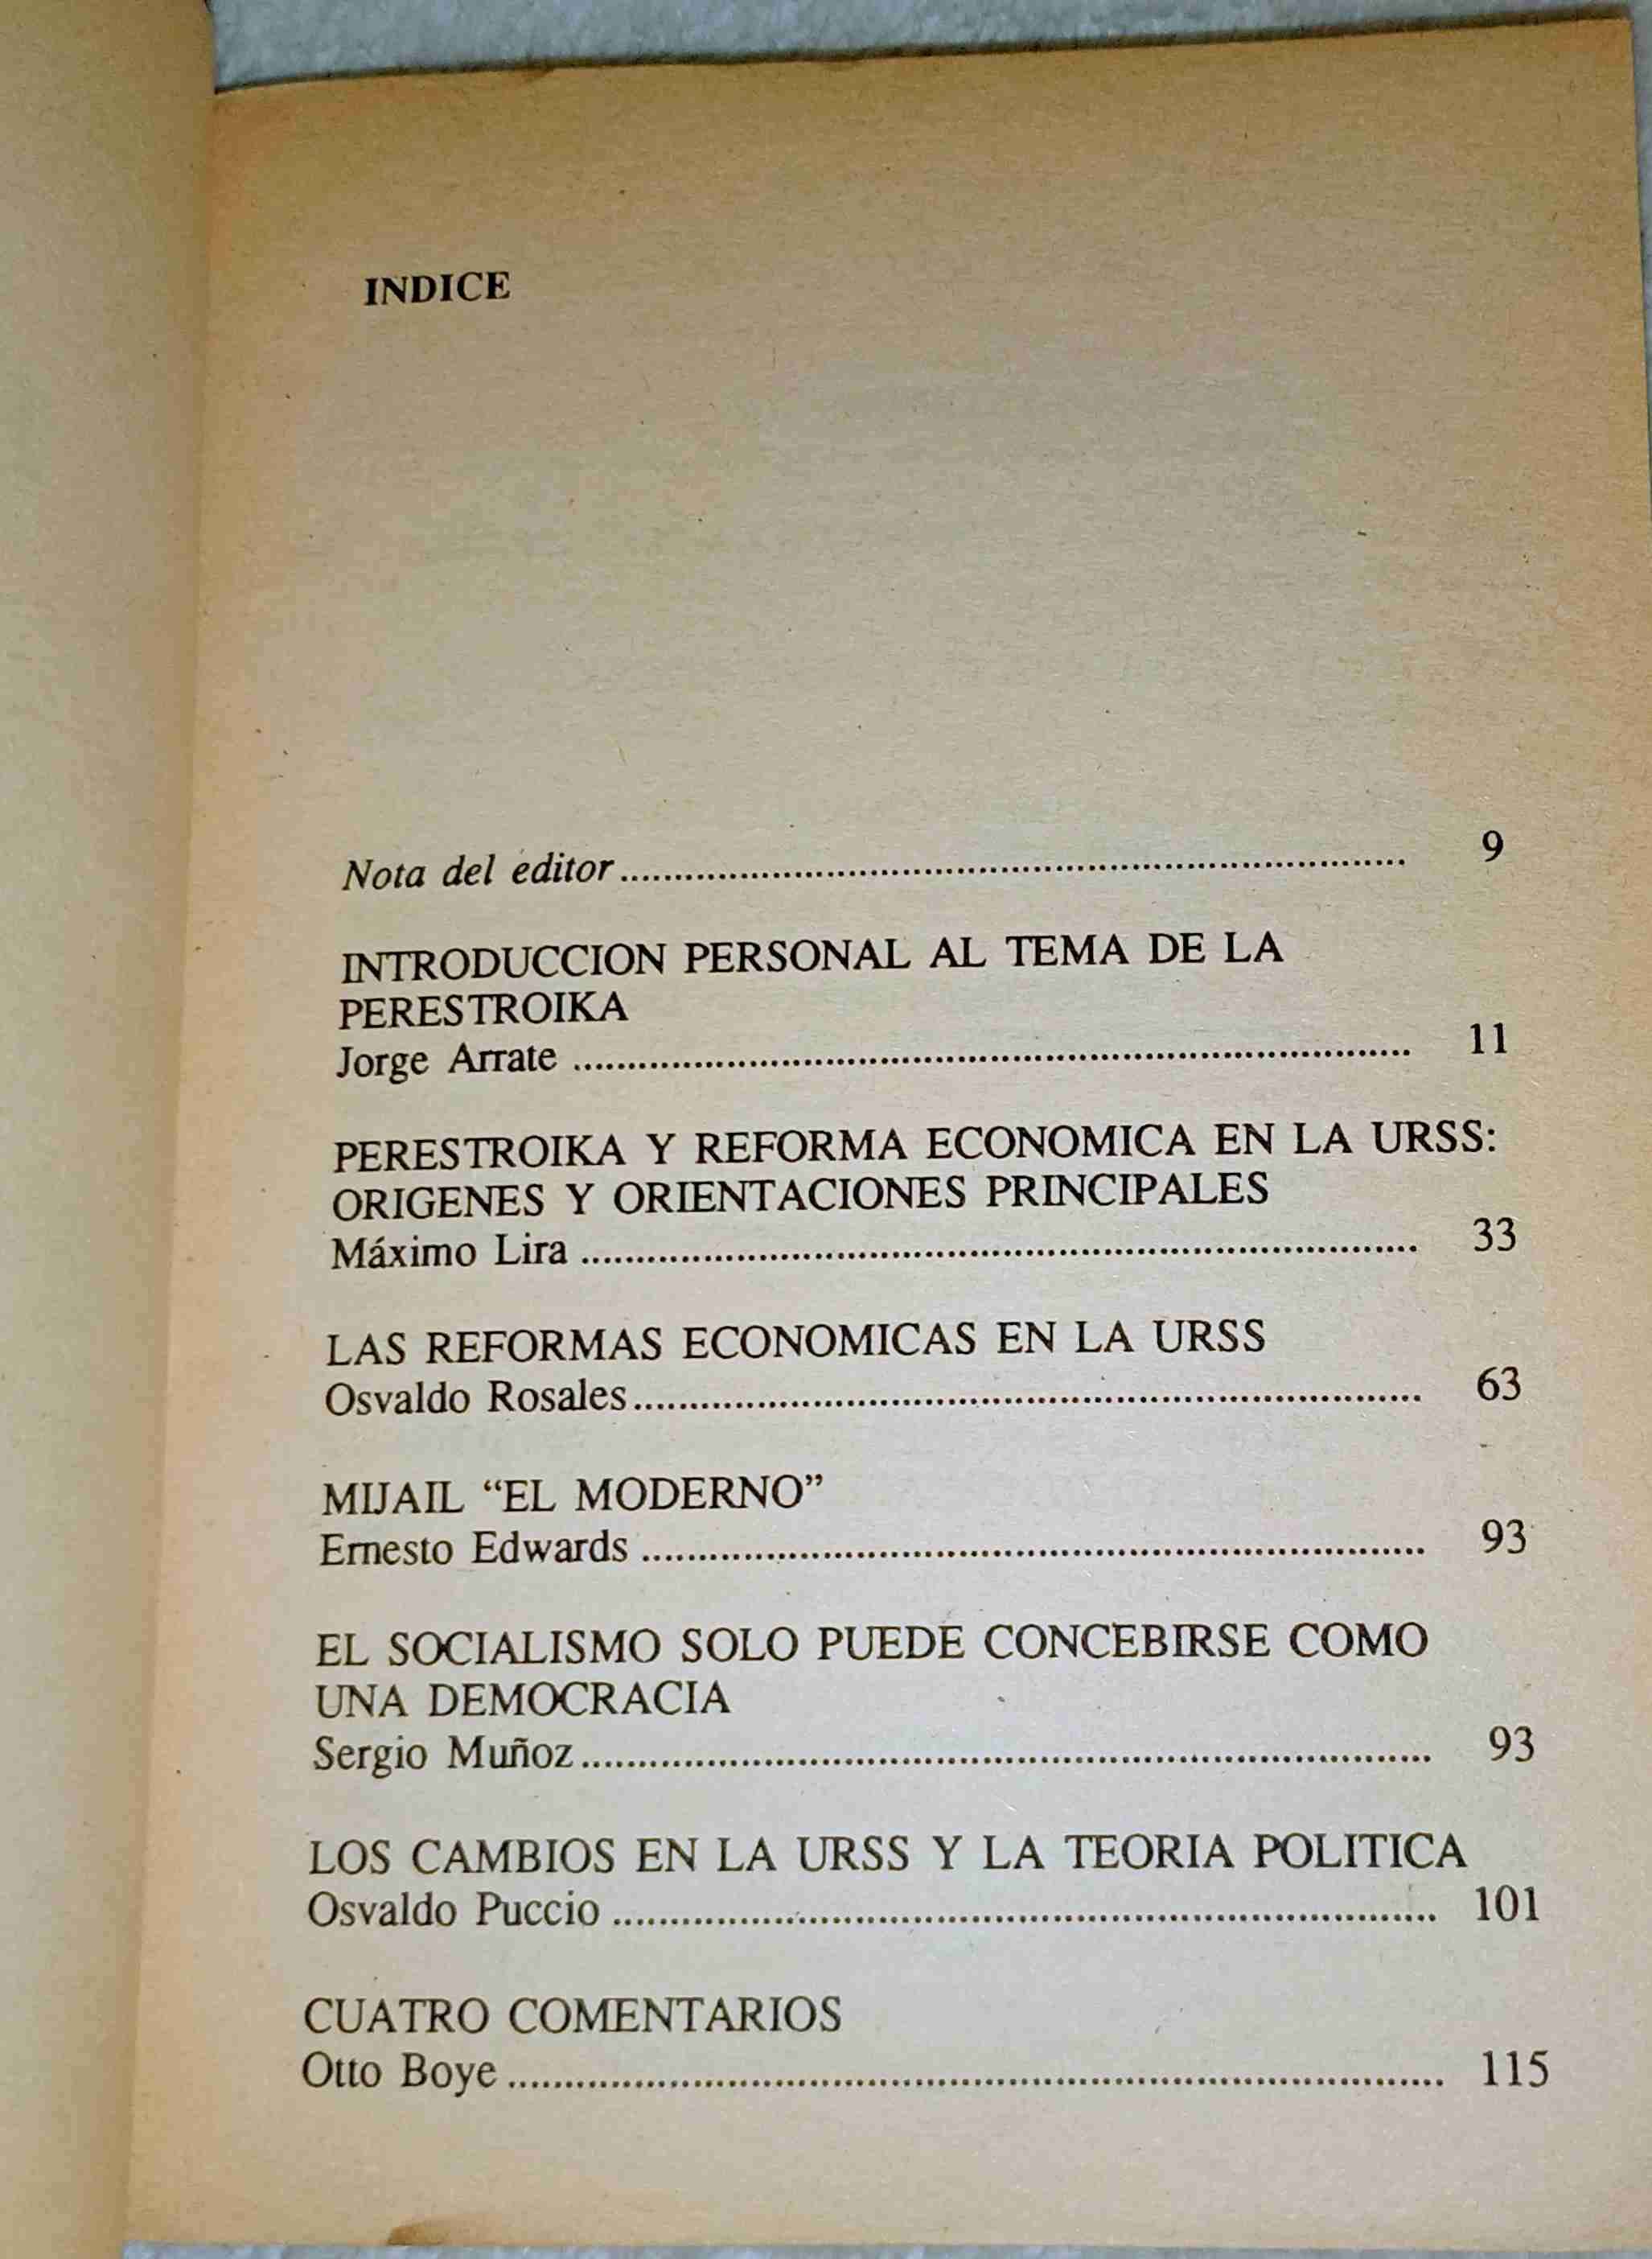 INDICE
Nota del editor ........ 9
INTRODUCCION PERSONAL AL TEMA DE LA
PERESTROIKA
Jorge Arrate ........ 11
PERESTROIKA Y REFORMA ECONOMICA EN LA URSS:
ORIGENES Y ORIENTACIONES PRINCIPALES
Máximo Lira ........ 33
LAS REFORMAS ECONOMICAS EN LA URSS
Osvaldo Rosales ........ 63
MIJAIL “EL MODERNO”
Ernesto Edwards ........ 93
EL SOCIALISMO SOLO PUEDE CONCEBIRSE COMO
UNA DEMOCRACIA
Sergio Muñoz ........ 93
LOS CAMBIOS EN LA URSS Y LA TEORIA POLITICA
Osvaldo Puccio ........ 101
CUATRO COMENTARIOS
Otto Boye ........ 115